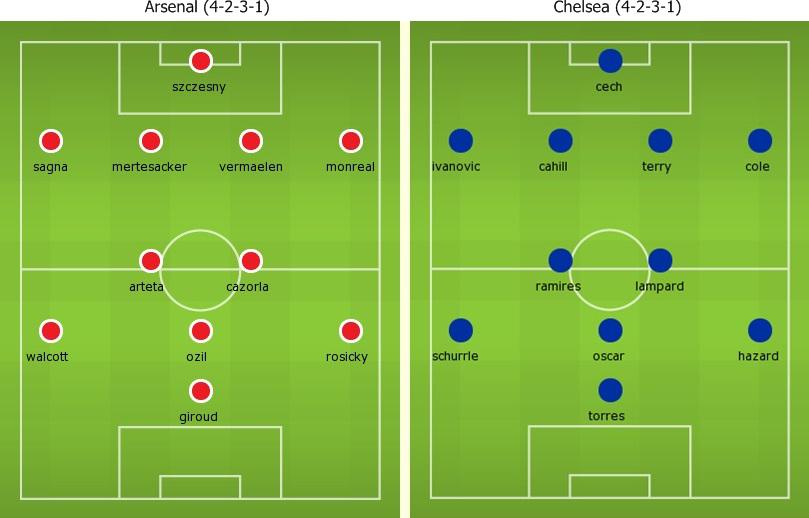 Arsenal (4-2-3-1)
szczesny
sagna mertesacker vermaelen monreal
arteta cazorla
walcott ozil rosicky
giroud
Chelsea (4-2-3-1)
cech
ivanovic cahill terry cole
ramires lampard
schurrle oscar hazard
torres